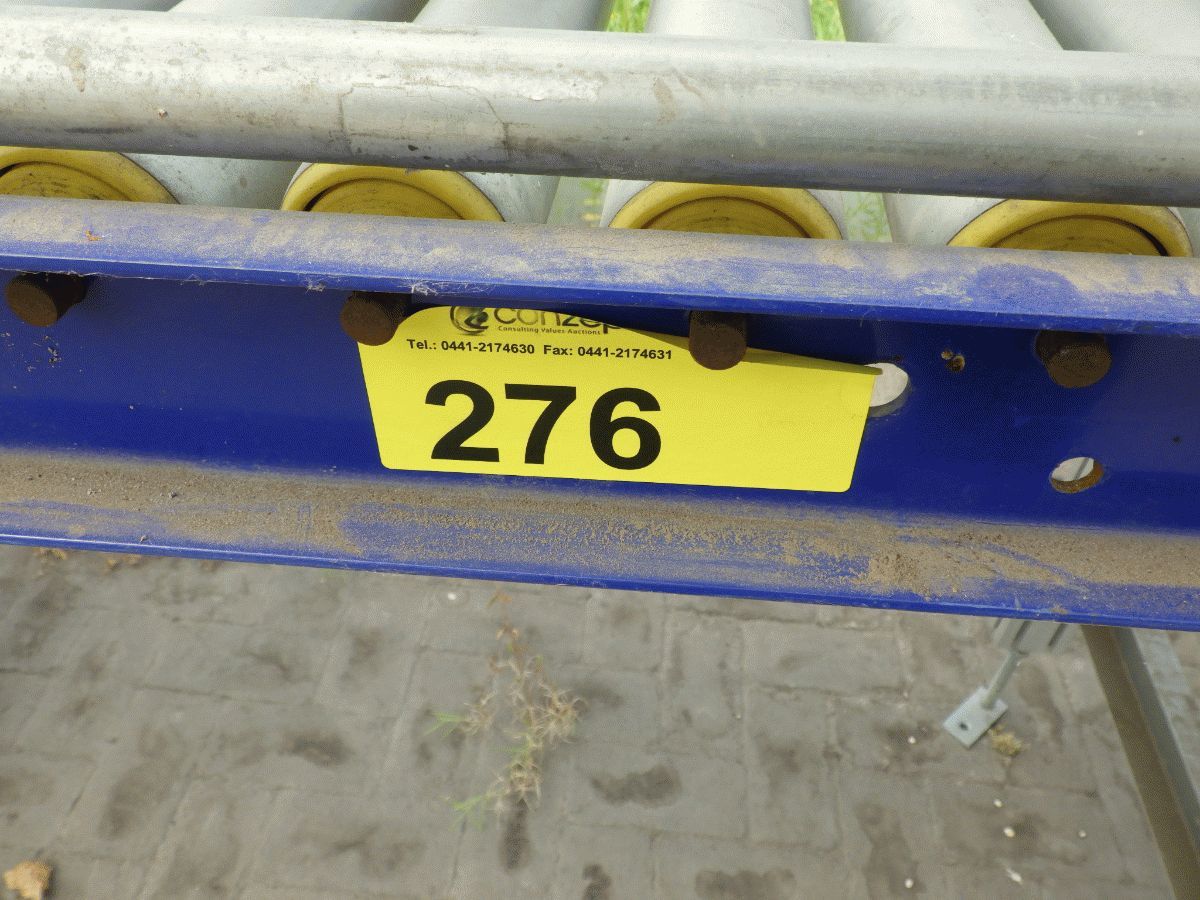 Consulting Values Auctions
Tel.: 0441-2174630 Fax: 0441-2174631
276